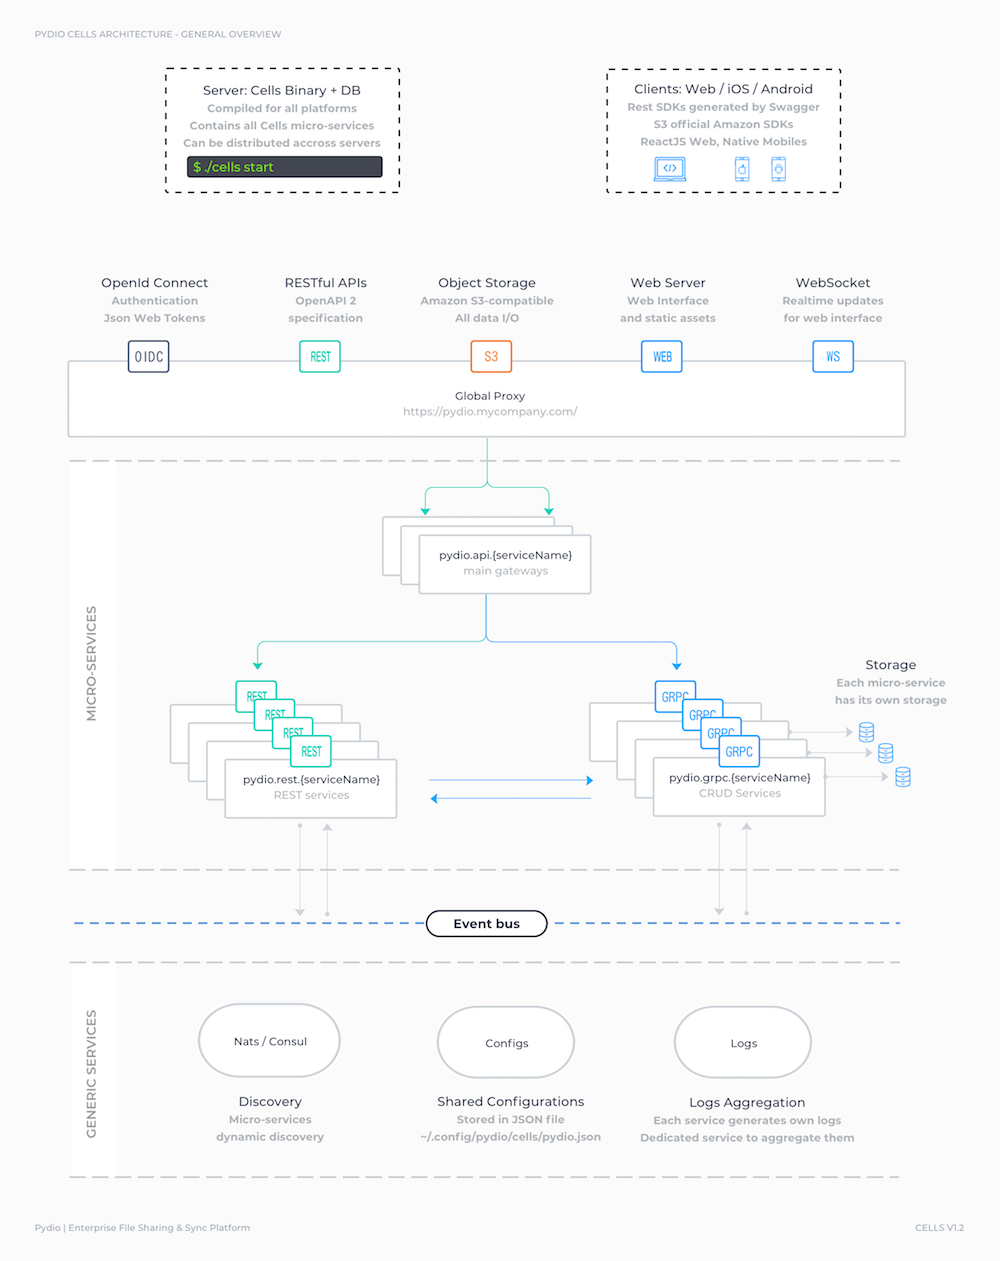 PYDIO CELLS ARCHITECTURE - GENERAL OVERVIEW
Server: Cells Binary + DB
Compiled for all platforms
Contains all Cells micro-services
Can be distributed accross servers
$ ./cells start
Clients: Web / iOS / Android
Rest SDKs generated by Swagger
S3 official Amazon SDKs
ReactJS Web, Native Mobiles
</>
OpenId Connect
Authentication
Json Web Tokens
OIDC
RESTful APIs
OpenAPI 2
specification
REST
Object Storage
Amazon S3-compatible
All data I/O
S3
Web Server
Web Interface
and static assets
WEB
WebSocket
Realtime updates
for web interface
WS
Global Proxy
https://pydio.mycompany.com/
MICRO-SERVICES
pydio.api.{serviceName}
main gateways
REST
REST
REST
REST
pydio.rest.{serviceName}
REST services
GRPC
GRPC
GRPC
GRPC
pydio.grpc.{serviceName}
CRUD Services
Storage
Each micro-service
has its own storage
Event bus
GENERIC SERVICES
Nats / Consul
Discovery
Micro-services
dynamic discovery
Configs
Shared Configurations
Stored in JSON file
~/.config/pydio/cells/pydio.json
Logs
Logs Aggregation
Each service generates own logs
Dedicated service to aggregate them
Pydio | Enterprise File Sharing & Sync Platform
CELLS V1.2